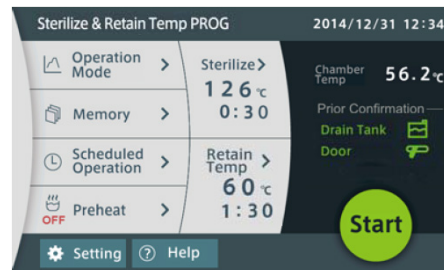 Sterilize & Retain Temp PROG
2014/12/31 12:34
Operation
Mode
>
Memory
>
Scheduled
Operation
>
OFF
Preheat
>
Sterilize>
126℃
0:30
Retain
Temp
>
60℃
1:30
Chamber
Temp
56.2℃
Prior Confirmation
Drain Tank
Door
Start
Setting
? Help